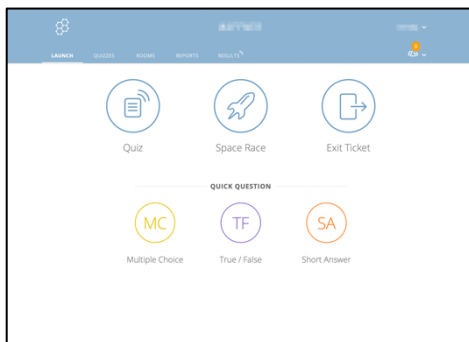 LAUNCH QUIZZES ROOMS REPORTS RESULTS
Quiz Space Race Exit Ticket
QUICK QUESTION
MC TF SA
Multiple Choice True / False Short Answer